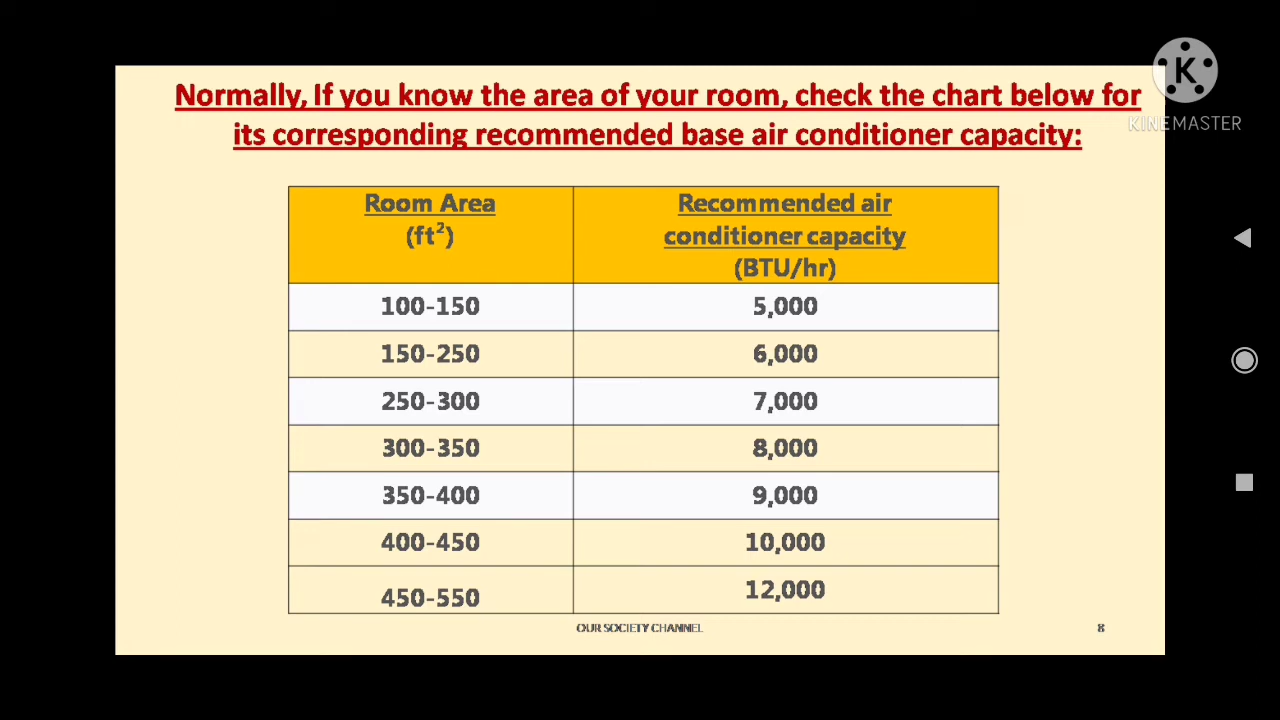 Normally, If you know the area of your room, check the chart below for
its corresponding recommended base air conditioner capacity:
K
KINEMASTER
Room Area
(ft²)
Recommended air
conditioner capacity
(BTU/hr)
100-150 5,000
150-250 6,000
250-300 7,000
300-350 8,000
350-400 9,000
400-450 10,000
450-550 12,000
OUR SOCIETY CHANNEL 8